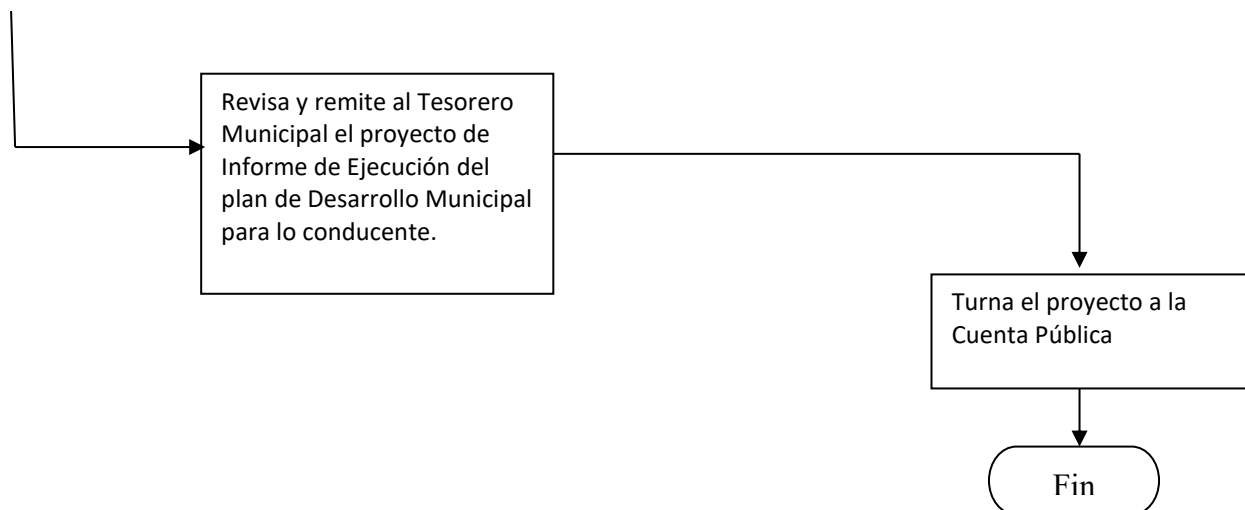 Revisa y remite al Tesorero
Municipal el proyecto de
Informe de Ejecución del
plan de Desarrollo Municipal
para lo conducente.
Turna el proyecto a la
Cuenta Pública
Fin